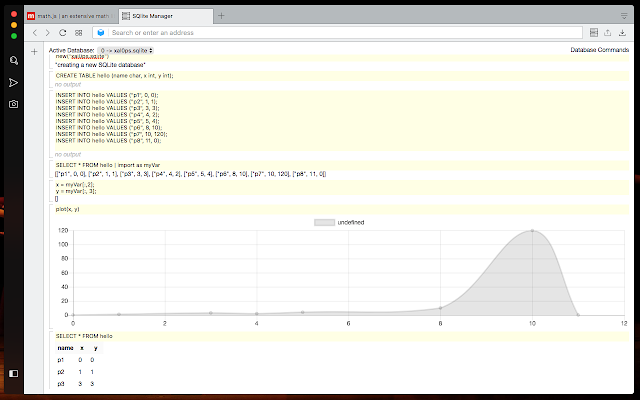 math.js | an extensive math
SQLite Manager
Search or enter an address
Active Database: 0 -> xal0ps.sqlite
Database Commands
new("xal0ps.sqlite")
"creating a new SQLite database"
CREATE TABLE hello (name char, x int, y int);
no output
INSERT INTO hello VALUES ("p1", 0, 0);
INSERT INTO hello VALUES ("p2", 1, 1);
INSERT INTO hello VALUES ("p3", 3, 3);
INSERT INTO hello VALUES ("p4", 4, 2);
INSERT INTO hello VALUES ("p5", 5, 4);
INSERT INTO hello VALUES ("p6", 8, 10);
INSERT INTO hello VALUES ("p7", 10, 120);
INSERT INTO hello VALUES ("p8", 11, 0);
no output
SELECT * FROM hello | import as myVar
[["p1", 0, 0], ["p2", 1, 1], ["p3", 3, 3], ["p4", 4, 2], ["p5", 5, 4], ["p6", 8, 10], ["p7", 10, 120], ["p8", 11, 0]]
x = myVar[:,2];
y = myVar[:, 3];
[]
plot(x, y)
undefined
120
100
80
60
40
20
0
0 2 4 6 8 10 12
SELECT * FROM hello
name x y
p1 0 0
p2 1 1
p3 3 3